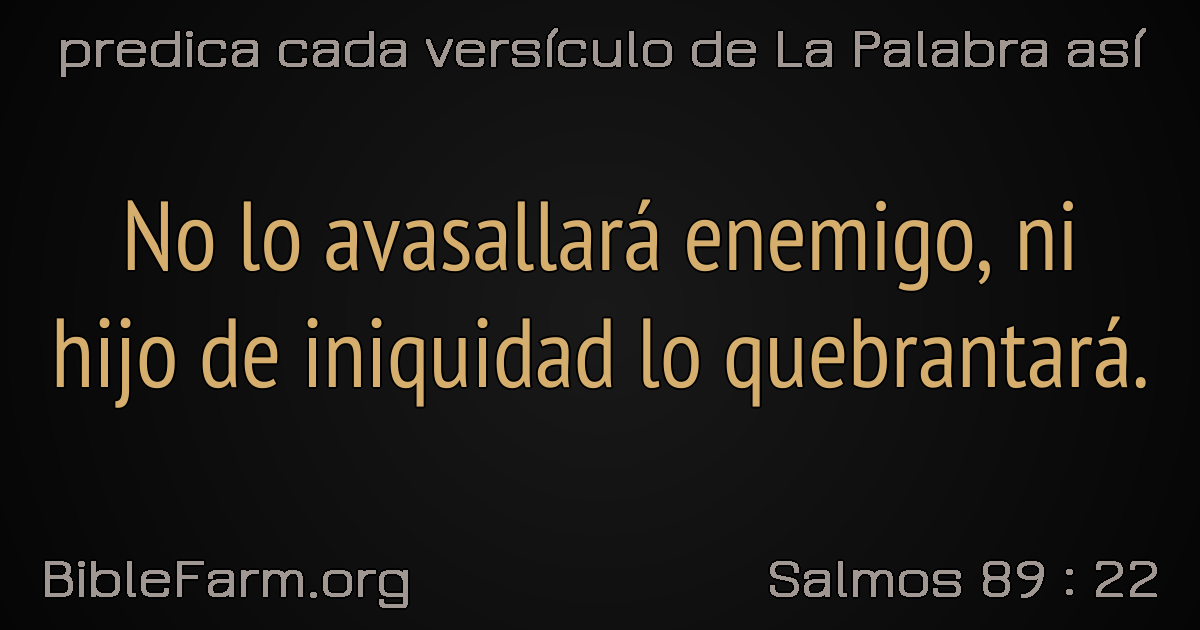 predica cada versículo de La Palabra así
No lo avasallará enemigo, ni
hijo de iniquidad lo quebrantará.
BibleFarm.org
Salmos 89 : 22